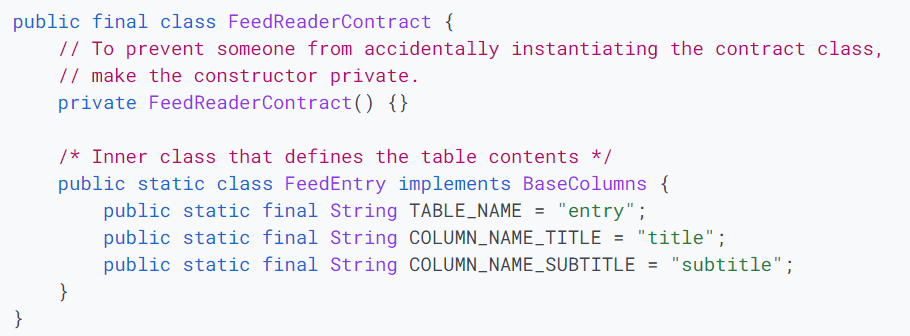 public final class FeedReaderContract {
    // To prevent someone from accidentally instantiating the contract class,
    // make the constructor private.
    private FeedReaderContract() {}

    /* Inner class that defines the table contents */
    public static class FeedEntry implements BaseColumns {
        public static final String TABLE_NAME = "entry";
        public static final String COLUMN_NAME_TITLE = "title";
        public static final String COLUMN_NAME_SUBTITLE = "subtitle";
    }
}